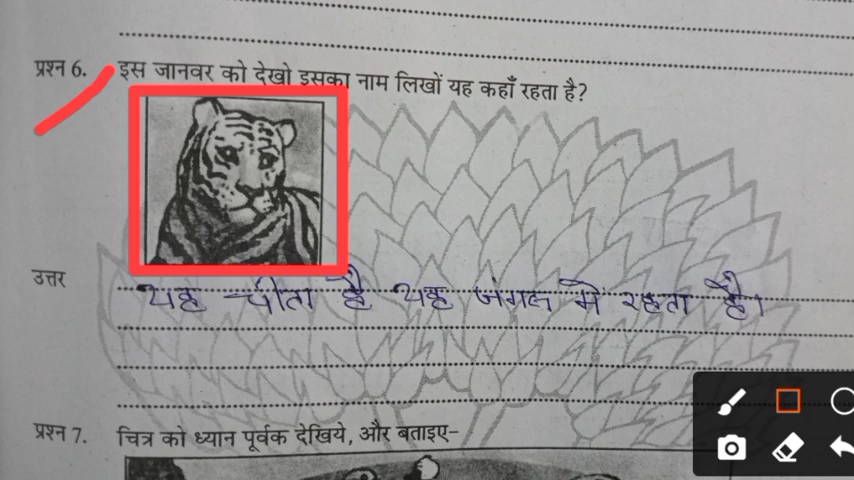 प्रश्न 6. इस जानवर को देखो इसका नाम लिखों यह कहाँ रहता है?
उत्तर यह चीता है यह जंगल मे रहता है।
प्रश्न 7. चित्र को ध्यान पूर्वक देखिये, और बताइए-